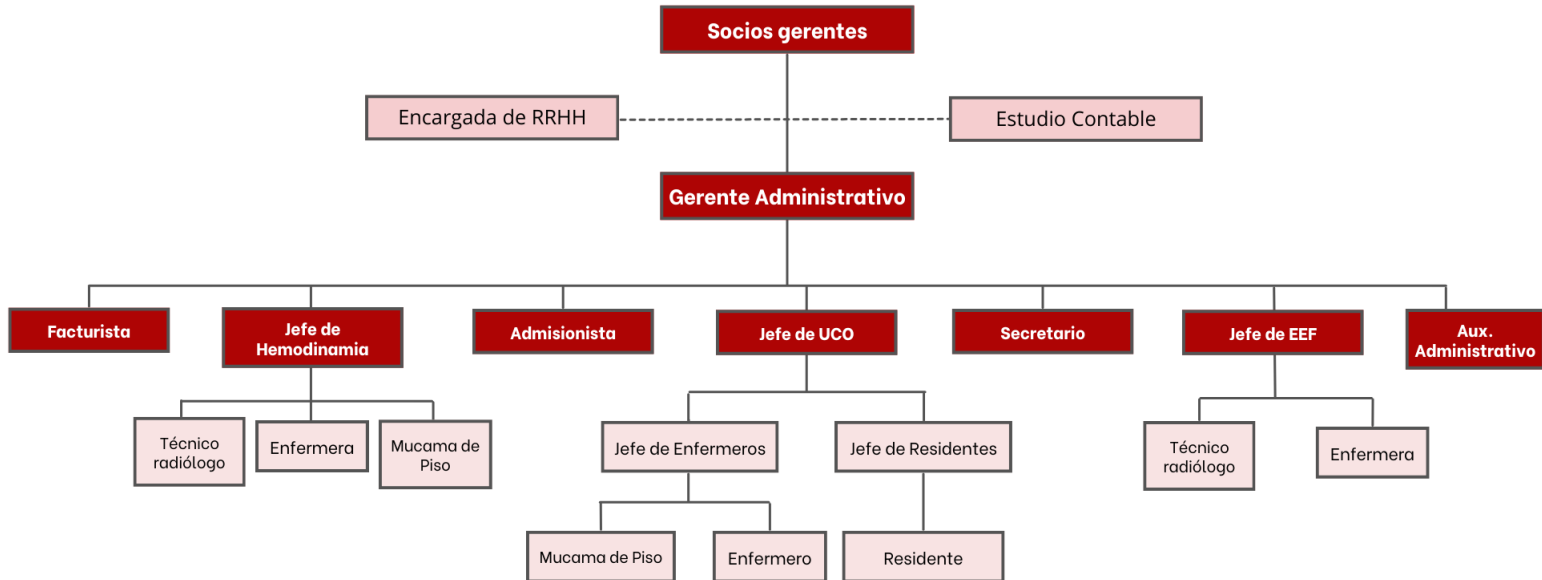 Socios gerentes
Encargada de RRHH
Estudio Contable
Gerente Administrativo
Facturista
Jefe de
Hemodinamia
Admisionista
Jefe de UCO
Secretario
Jefe de EEF
Aux.
Administrativo
Técnico
radiólogo
Enfermera
Mucama de
Piso
Jefe de Enfermeros
Jefe de Residentes
Técnico
radiólogo
Enfermera
Mucama de Piso
Enfermero
Residente